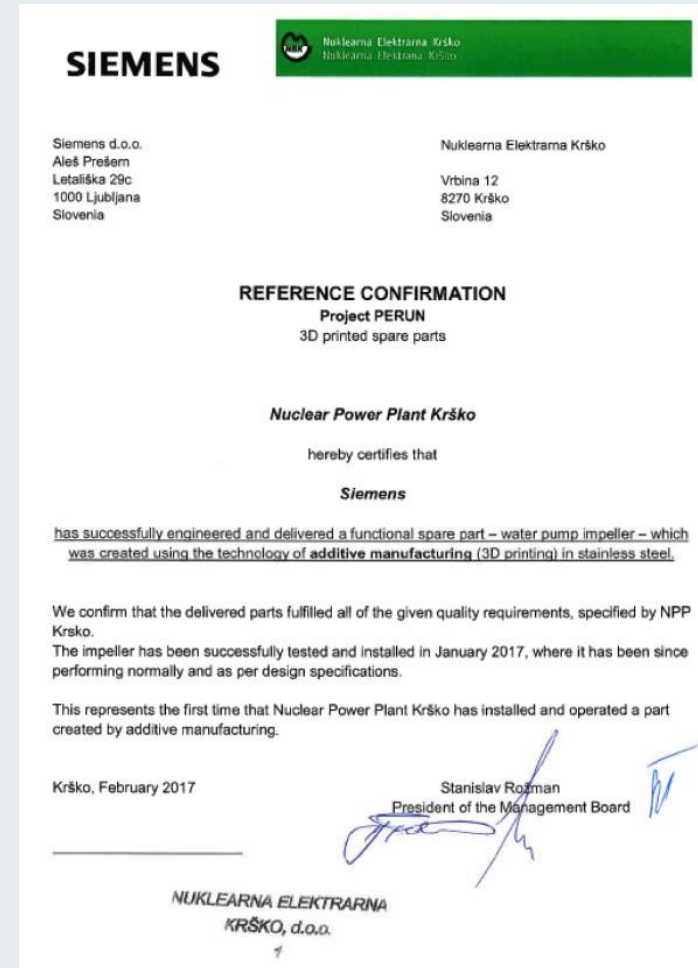 SIEMENS
NEK
Nuklearna Elektrarna Krško
Nuklearna Elektrana Krško
Siemens d.o.o.
Aleš Prešern
Letališka 29c
1000 Ljubljana
Slovenia
Nuklearna Elektrarna Krško
Vrbina 12
8270 Krško
Slovenia
REFERENCE CONFIRMATION
Project PERUN
3D printed spare parts
Nuclear Power Plant Krško
hereby certifies that
Siemens
has successfully engineered and delivered a functional spare part – water pump impeller – which
was created using the technology of additive manufacturing (3D printing) in stainless steel.
We confirm that the delivered parts fulfilled all of the given quality requirements, specified by NPP
Krsko.
The impeller has been successfully tested and installed in January 2017, where it has been since
performing normally and as per design specifications.
This represents the first time that Nuclear Power Plant Krško has installed and operated a part
created by additive manufacturing.
Krško, February 2017
Stanislav Rožman
President of the Management Board
NUKLEARNA ELEKTRARNA
KRŠKO, d.o.o.
1